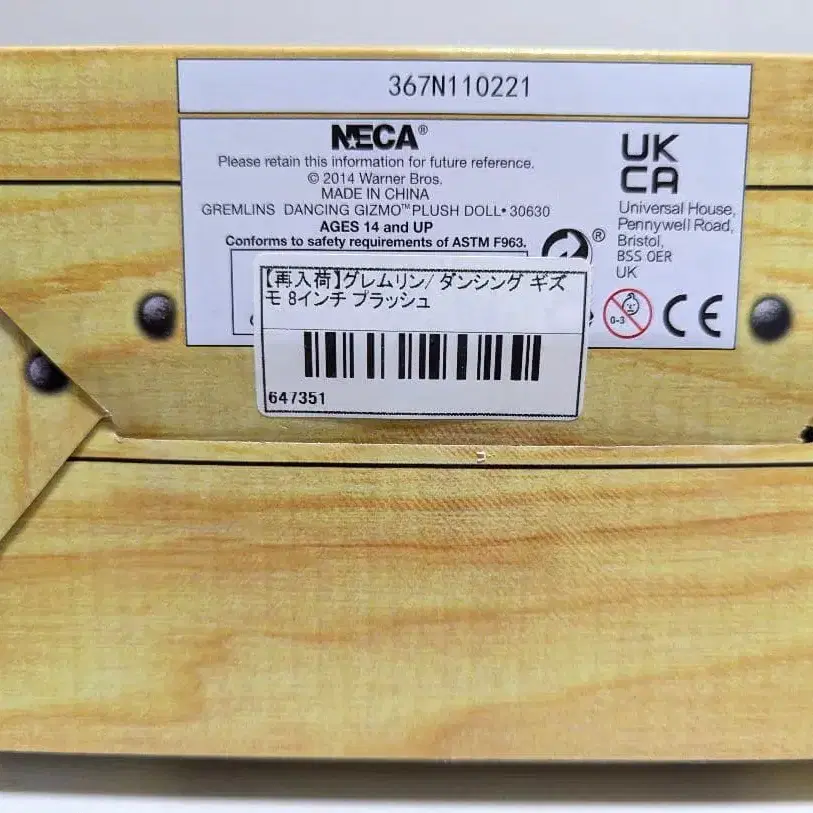 367N110221
NECA®
Please retain this information for future reference.
© 2014 Warner Bros.
MADE IN CHINA
GREMLINS DANCING GIZMO™ PLUSH DOLL• 30630
AGES 14 and UP
Conforms to safety requirements of ASTM F963.
®
UK
CA
Universal House,
Pennywell Road,
Bristol,
BS5 0ER
UK
0-3
CE
【再入荷】グレムリン/ ダンシング ギズ
モ 8インチ プラッシュ
647351